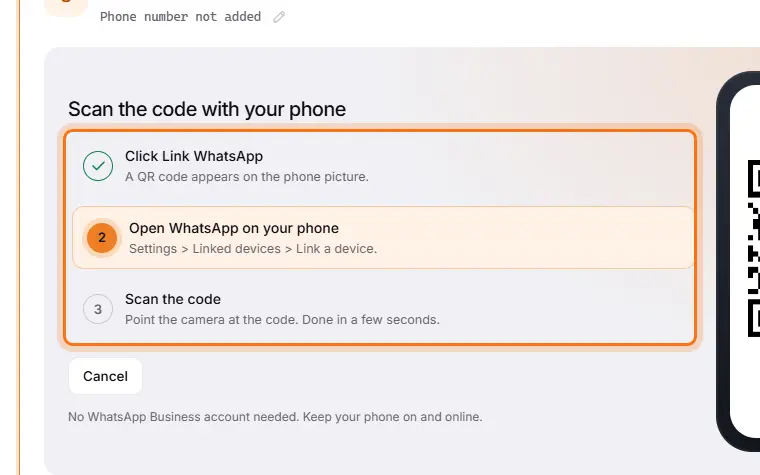 Phone number not added
Scan the code with your phone
Click Link WhatsApp
A QR code appears on the phone picture.
2
Open WhatsApp on your phone
Settings > Linked devices > Link a device.
3
Scan the code
Point the camera at the code. Done in a few seconds.
Cancel
No WhatsApp Business account needed. Keep your phone on and online.